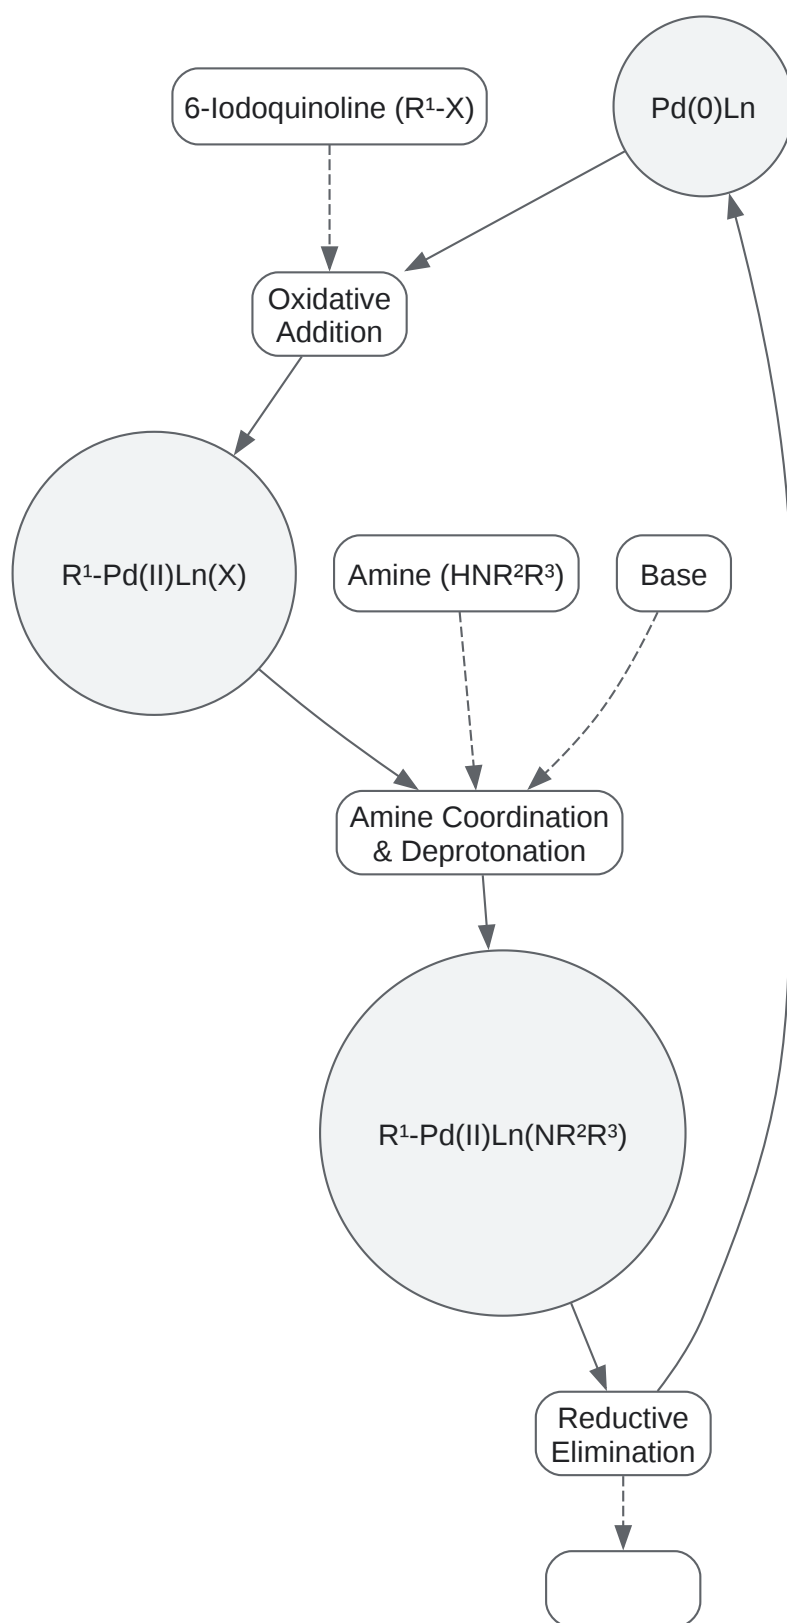 6-Iodoquinoline (R¹-X)
Pd(0)Ln
Oxidative
Addition
R¹-Pd(II)Ln(X)
Amine (HNR²R³)
Base
Amine Coordination
& Deprotonation
R¹-Pd(II)Ln(NR²R³)
Reductive
Elimination